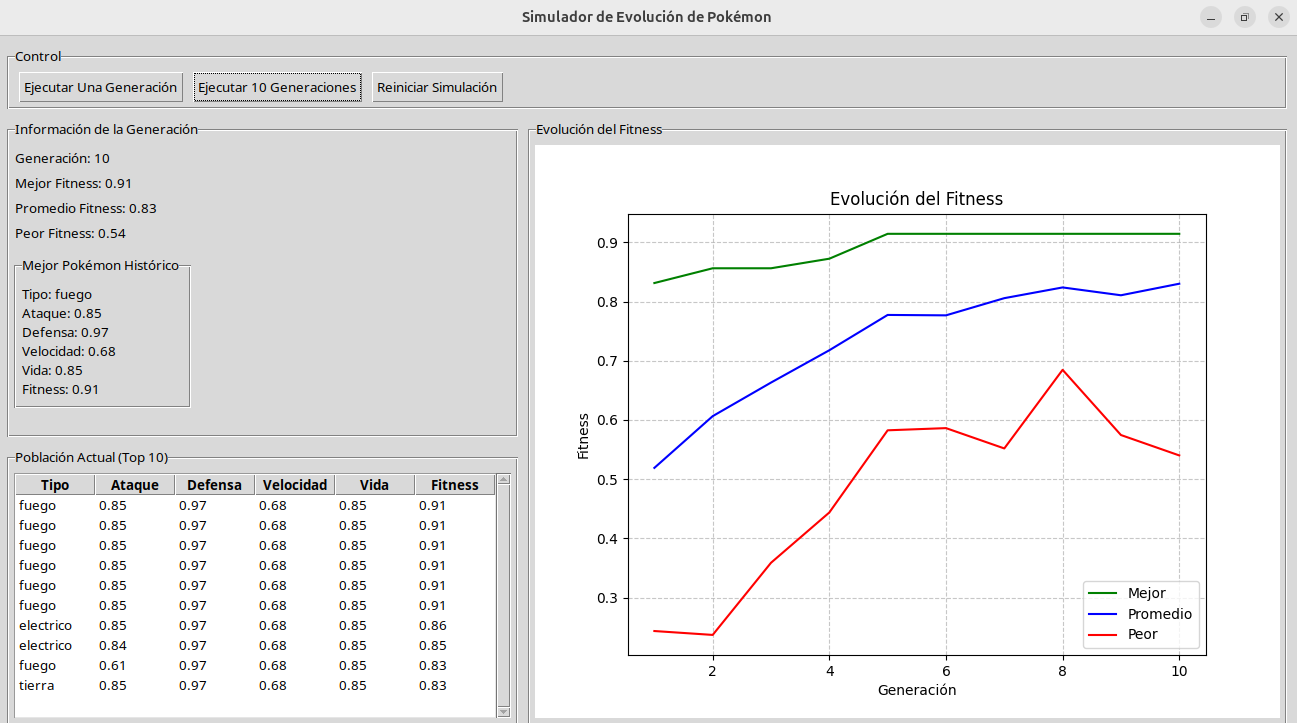 Simulador de Evolución de Pokémon
Control
Ejecutar Una Generación Ejecutar 10 Generaciones Reiniciar Simulación
Información de la Generación
Generación: 10
Mejor Fitness: 0.91
Promedio Fitness: 0.83
Peor Fitness: 0.54
Mejor Pokémon Histórico
Tipo: fuego
Ataque: 0.85
Defensa: 0.97
Velocidad: 0.68
Vida: 0.85
Fitness: 0.91
Población Actual (Top 10)
Tipo Ataque Defensa Velocidad Vida Fitness
fuego 0.85 0.97 0.68 0.85 0.91
fuego 0.85 0.97 0.68 0.85 0.91
fuego 0.85 0.97 0.68 0.85 0.91
fuego 0.85 0.97 0.68 0.85 0.91
fuego 0.85 0.97 0.68 0.85 0.91
fuego 0.85 0.97 0.68 0.85 0.91
electrico 0.85 0.97 0.68 0.85 0.86
electrico 0.84 0.97 0.68 0.85 0.85
fuego 0.61 0.97 0.68 0.85 0.83
tierra 0.85 0.97 0.68 0.85 0.83
Evolución del Fitness
Evolución del Fitness
Fitness
0.9
0.8
0.7
0.6
0.5
0.4
0.3
Mejor
Promedio
Peor
2 4 6 8 10
Generación